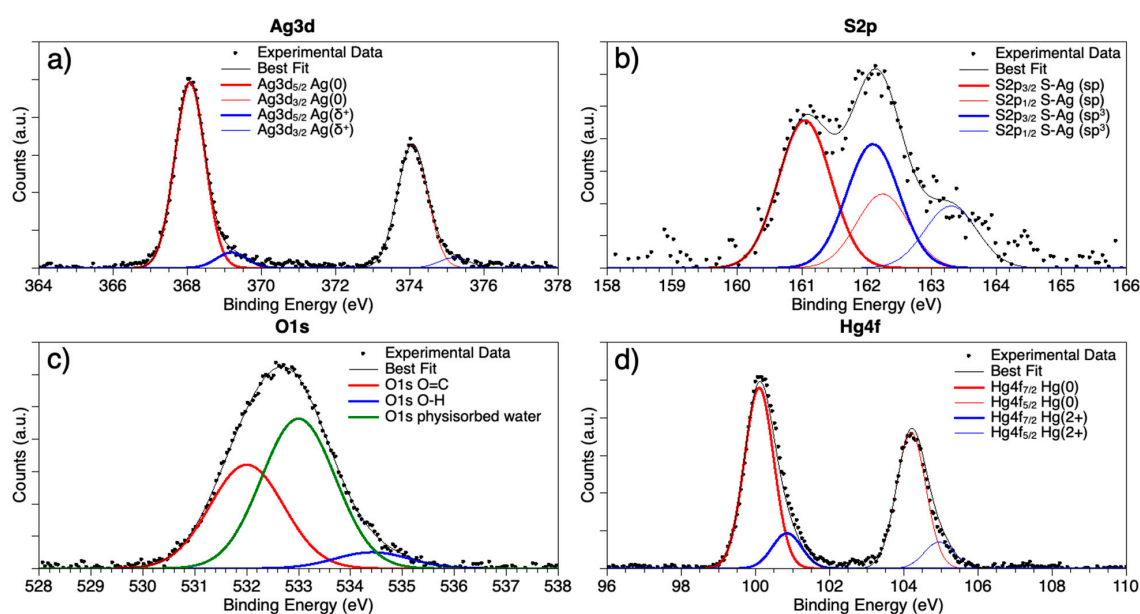 Ag3d
a)
Experimental Data
Best Fit
Ag3d5/2 Ag(0)
Ag3d3/2 Ag(0)
Ag3d5/2 Ag(δ+)
Ag3d3/2 Ag(δ+)
Counts (a.u.)
364 366 368 370 372 374 376 378
Binding Energy (eV)
S2p
b)
Experimental Data
Best Fit
S2p3/2 S-Ag (sp)
S2p1/2 S-Ag (sp)
S2p3/2 S-Ag (sp3)
S2p1/2 S-Ag (sp3)
Counts (a.u.)
158 159 160 161 162 163 164 165 166
Binding Energy (eV)
O1s
c)
Experimental Data
Best Fit
O1s O=C
O1s O-H
O1s physisorbed water
Counts (a.u.)
528 529 530 531 532 533 534 535 536 537 538
Binding Energy (eV)
Hg4f
d)
Experimental Data
Best Fit
Hg4f7/2 Hg(0)
Hg4f5/2 Hg(0)
Hg4f7/2 Hg(2+)
Hg4f5/2 Hg(2+)
Counts (a.u.)
96 98 100 102 104 106 108 110
Binding Energy (eV)